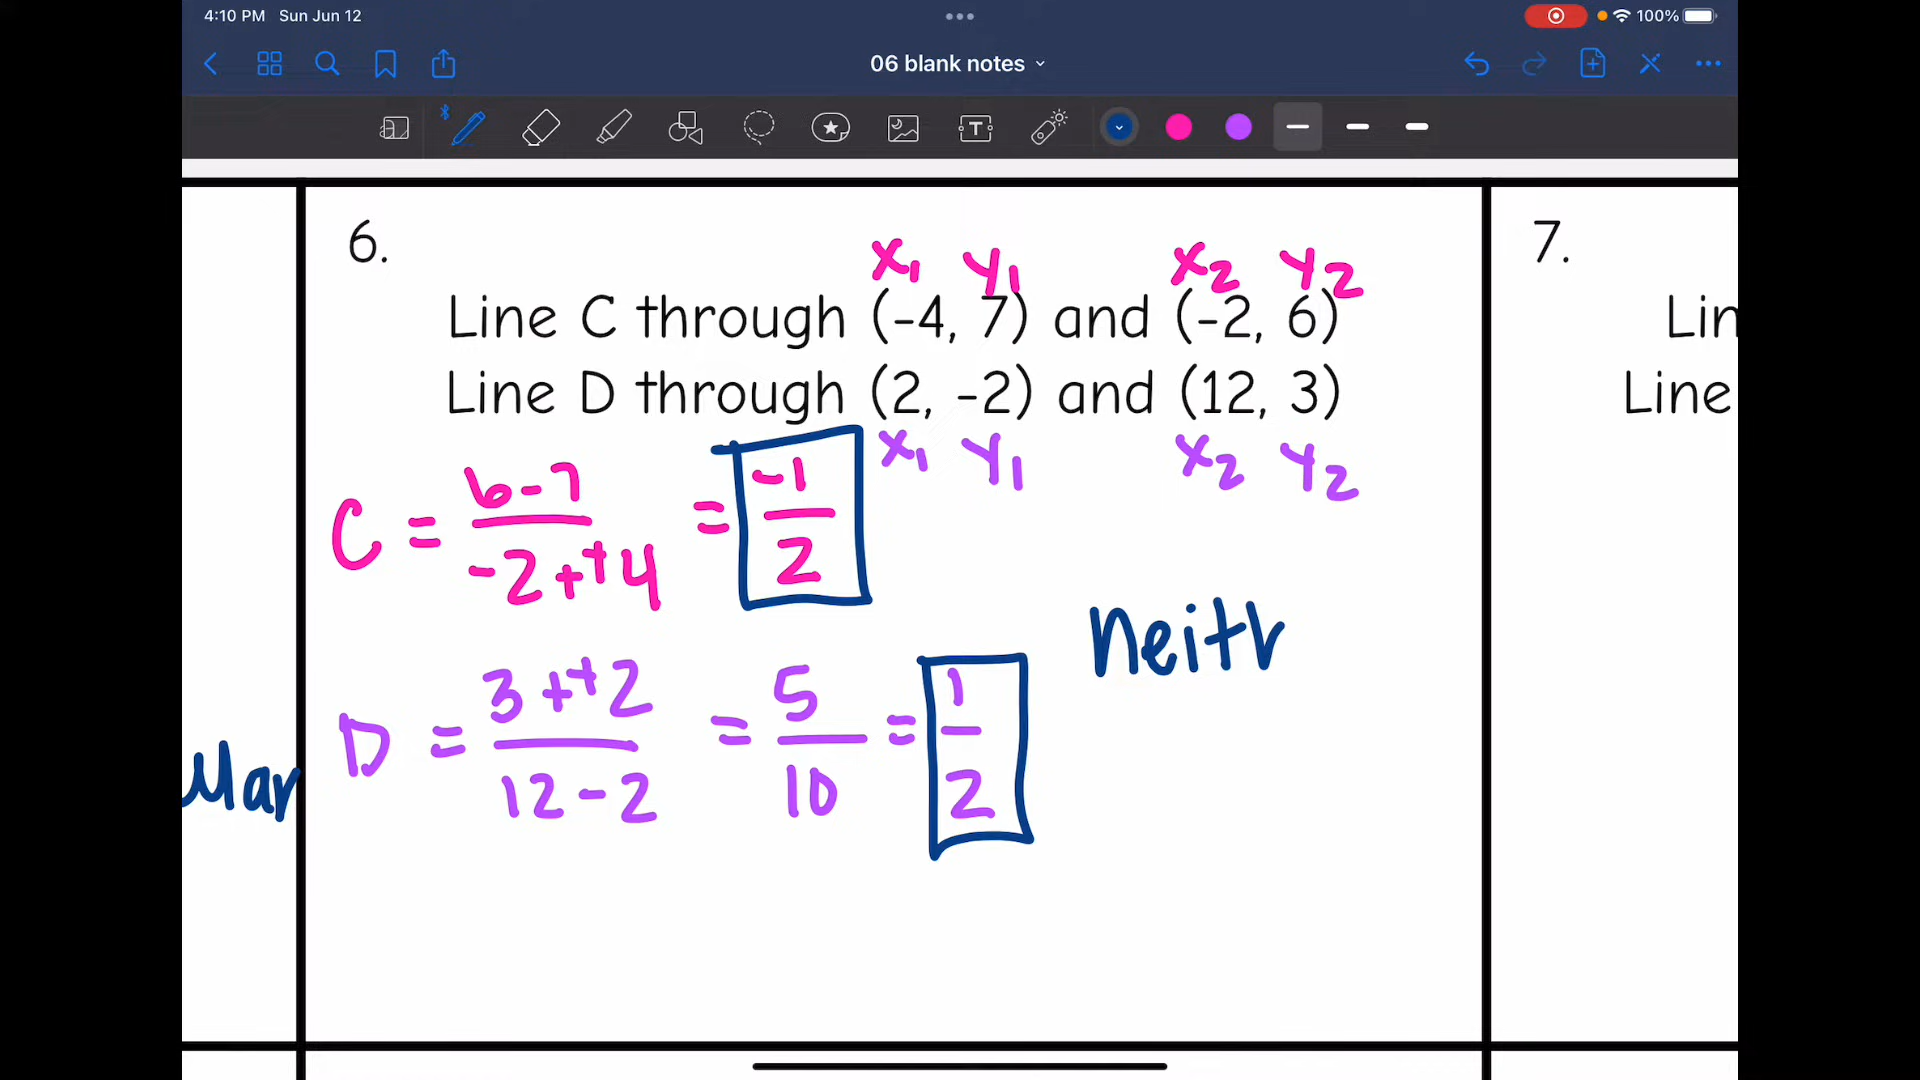 4:10 PM Sun Jun 12
100%
06 blank notes
T
6.
7.
x₁ y₁ x₂ y₂
Line C through (-4, 7) and (-2, 6)
Line D through (2, -2) and (12, 3)
x₁ y₁ x₂ y₂
Lin
Line
C = 6-7 / -2++4 = -1/2
neith
D = 3++2 / 12-2 = 5/10 = 1/2